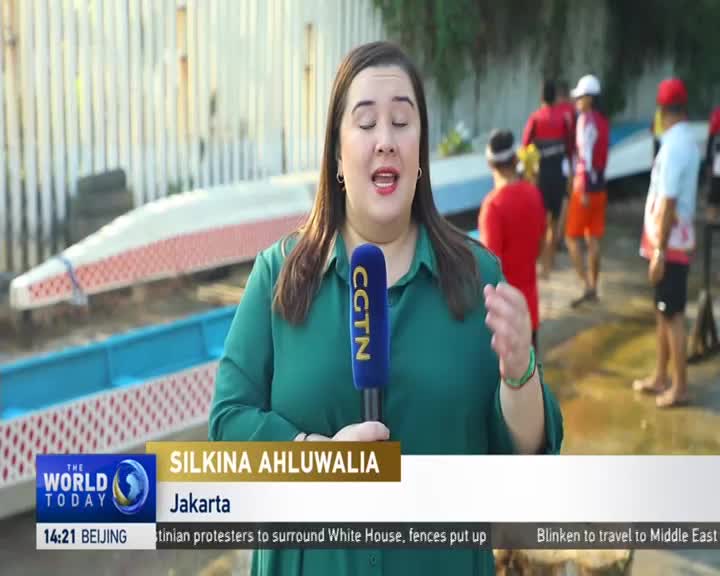 CGTN
SILKINA AHLUWALIA
THE
WORLD
TODAY
Jakarta
14:21 BEIJING
stinian protesters to surround White House, fences put up
Blinken to travel to Middle East